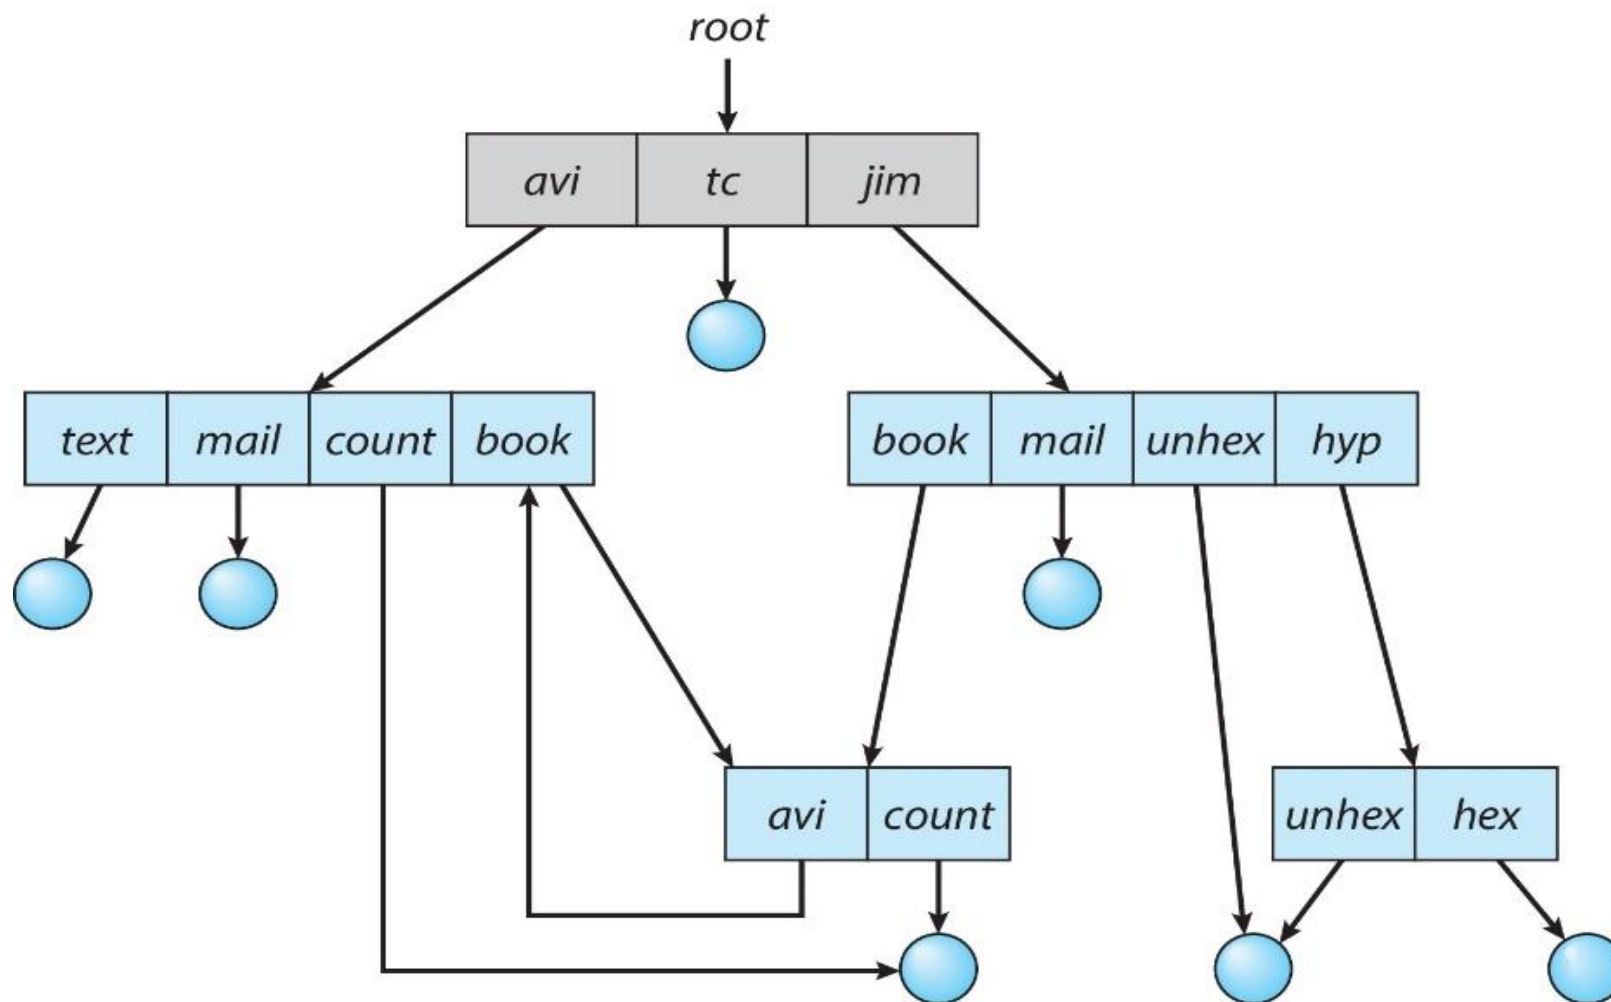 root
avi tc jim
text mail count book book mail unhex hyp
avi count unhex hex